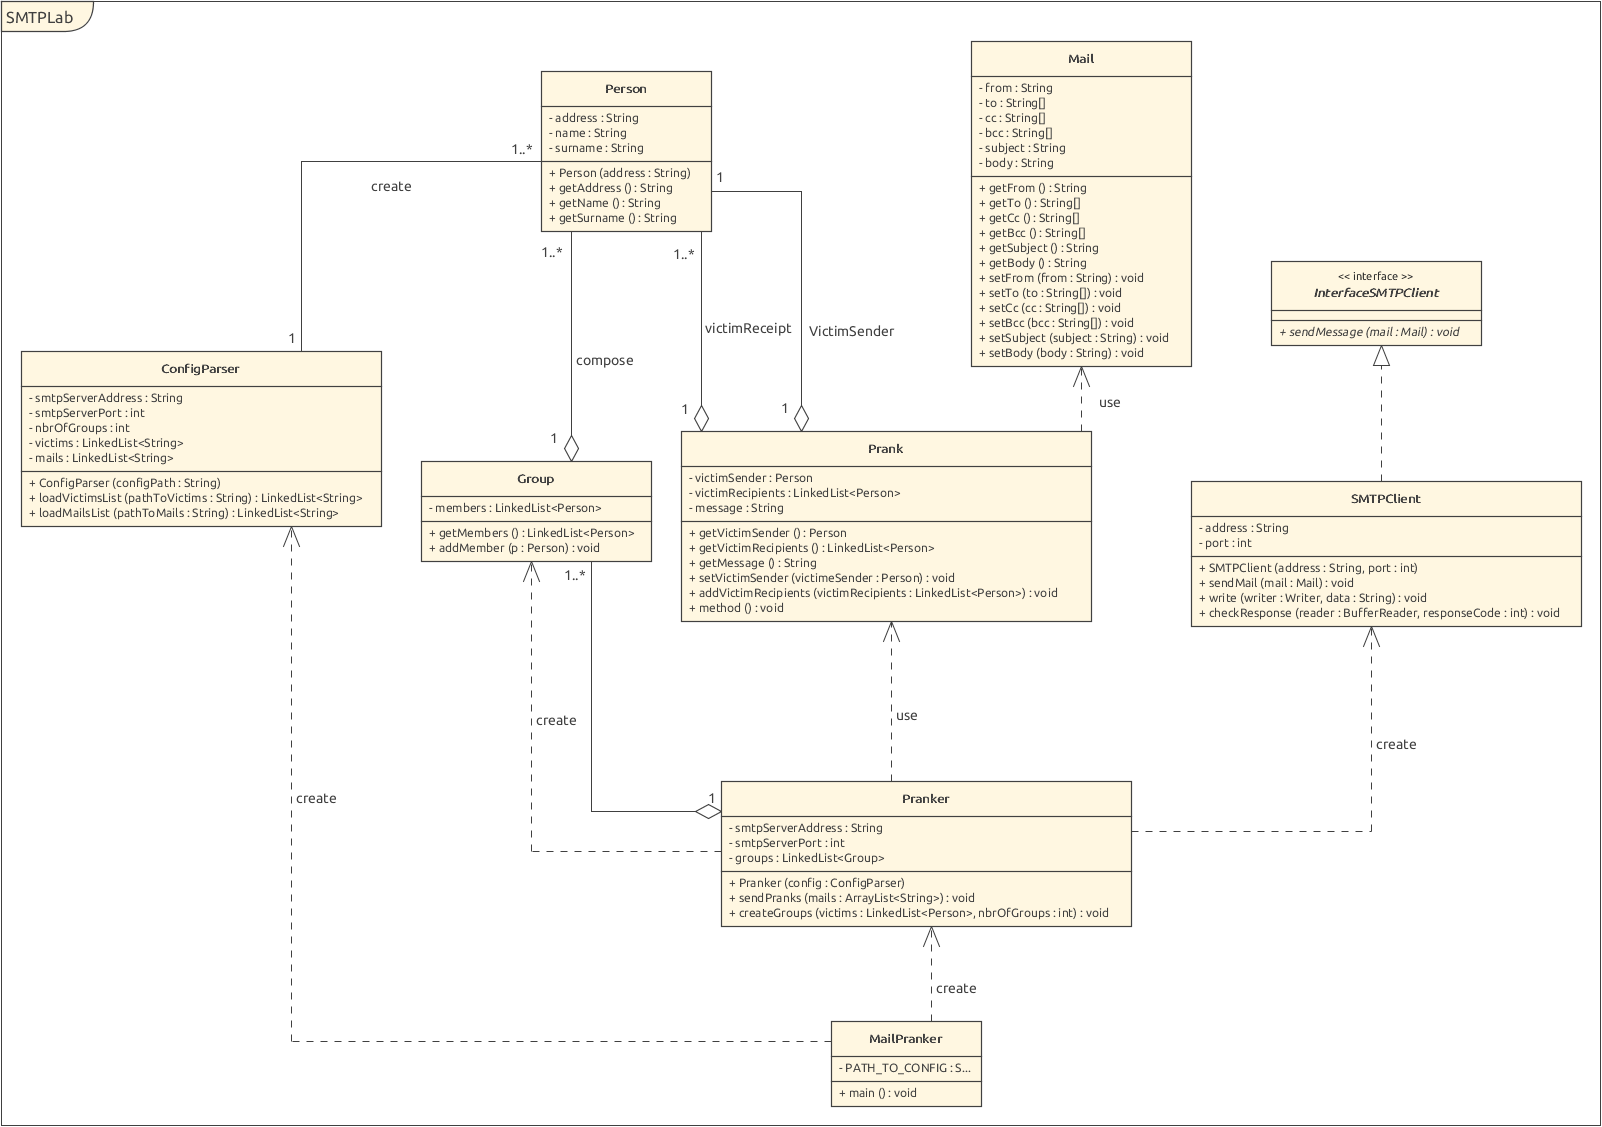 SMTPLab
Person
- address : String
- name : String
- surname : String
+ Person (address : String)
+ getAddress () : String
+ getName () : String
+ getSurname () : String
Mail
- from : String
- to : String[]
- cc : String[]
- bcc : String[]
- subject : String
- body : String
+ getFrom () : String
+ getTo () : String[]
+ getCc () : String[]
+ getBcc () : String[]
+ getSubject () : String
+ getBody () : String
+ setFrom (from : String) : void
+ setTo (to : String[]) : void
+ setCc (cc : String[]) : void
+ setBcc (bcc : String[]) : void
+ setSubject (subject : String) : void
+ setBody (body : String) : void
<< interface >>
InterfaceSMTPClient
+ sendMessage (mail : Mail) : void
1..*
create
1
1
1..*
1..*
victimReceipt
VictimSender
compose
1
1
1
use
ConfigParser
- smtpServerAddress : String
- smtpServerPort : int
- nbrOfGroups : int
- victims : LinkedList<String>
- mails : LinkedList<String>
+ ConfigParser (configPath : String)
+ loadVictimsList (pathToVictims : String) : LinkedList<String>
+ loadMailsList (pathToMails : String) : LinkedList<String>
Group
- members : LinkedList<Person>
+ getMembers () : LinkedList<Person>
+ addMember (p : Person) : void
Prank
- victimSender : Person
- victimRecipients : LinkedList<Person>
- message : String
+ getVictimSender () : Person
+ getVictimRecipients () : LinkedList<Person>
+ getMessage () : String
+ setVictimSender (victimeSender : Person) : void
+ addVictimRecipients (victimRecipients : LinkedList<Person>) : void
+ method () : void
SMTPClient
- address : String
- port : int
+ SMTPClient (address : String, port : int)
+ sendMail (mail : Mail) : void
+ write (writer : Writer, data : String) : void
+ checkResponse (reader : BufferReader, responseCode : int) : void
1..*
create
use
create
create
1
Pranker
- smtpServerAddress : String
- smtpServerPort : int
- groups : LinkedList<Group>
+ Pranker (config : ConfigParser)
+ sendPranks (mails : ArrayList<String>) : void
+ createGroups (victims : LinkedList<Person>, nbrOfGroups : int) : void
create
MailPranker
- PATH_TO_CONFIG : S...
+ main () : void